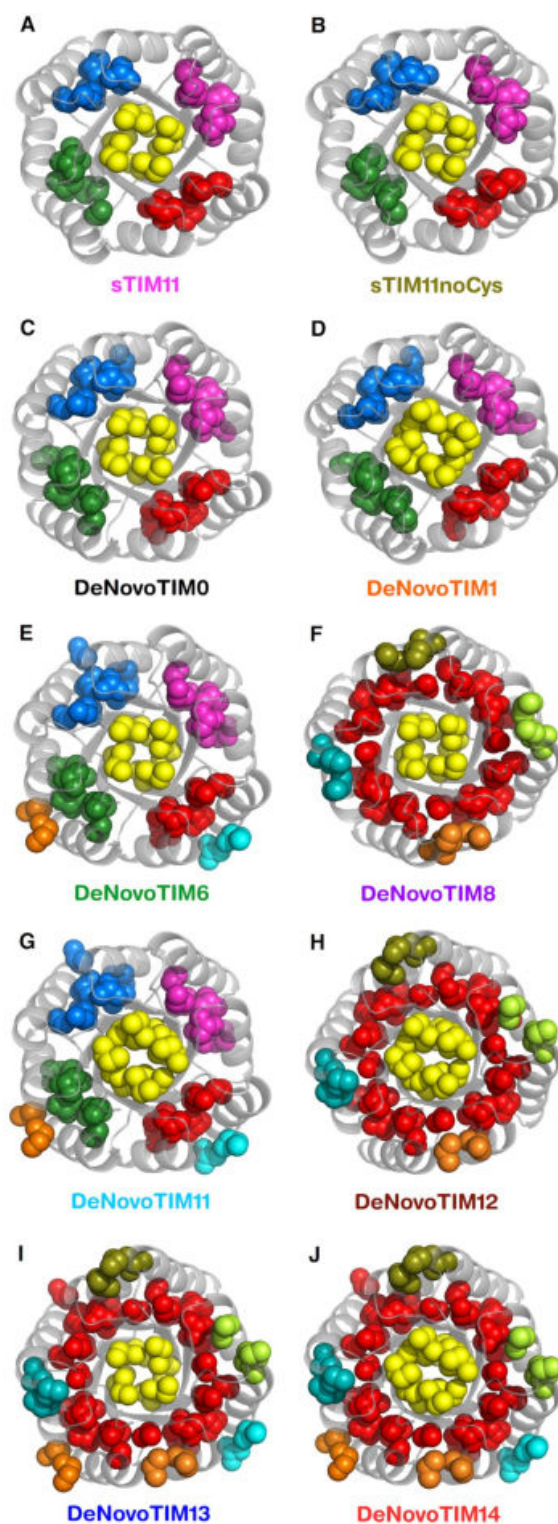 A
B
sTIM11
sTIM11noCys
C
D
DeNovoTIM0
DeNovoTIM1
E
F
DeNovoTIM6
DeNovoTIM8
G
H
DeNovoTIM11
DeNovoTIM12
I
J
DeNovoTIM13
DeNovoTIM14